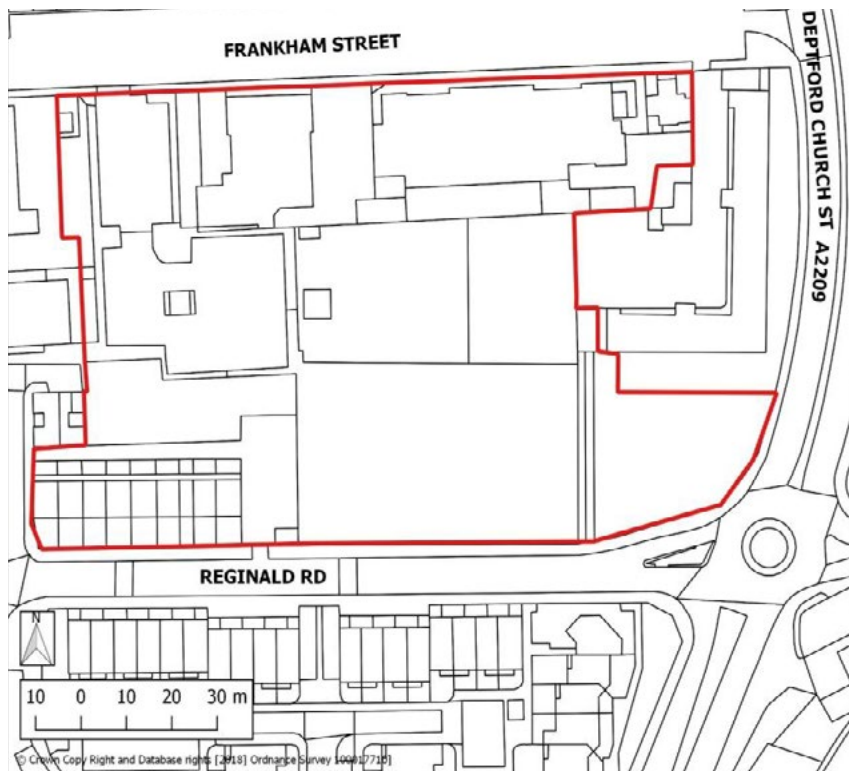 FRANKHAM STREET
DEPTFORD CHURCH ST A2209
REGINALD RD
N
10 0 10 20 30 m
© Crown Copy Right and Database rights [2018] Ordnance Survey 100017710]